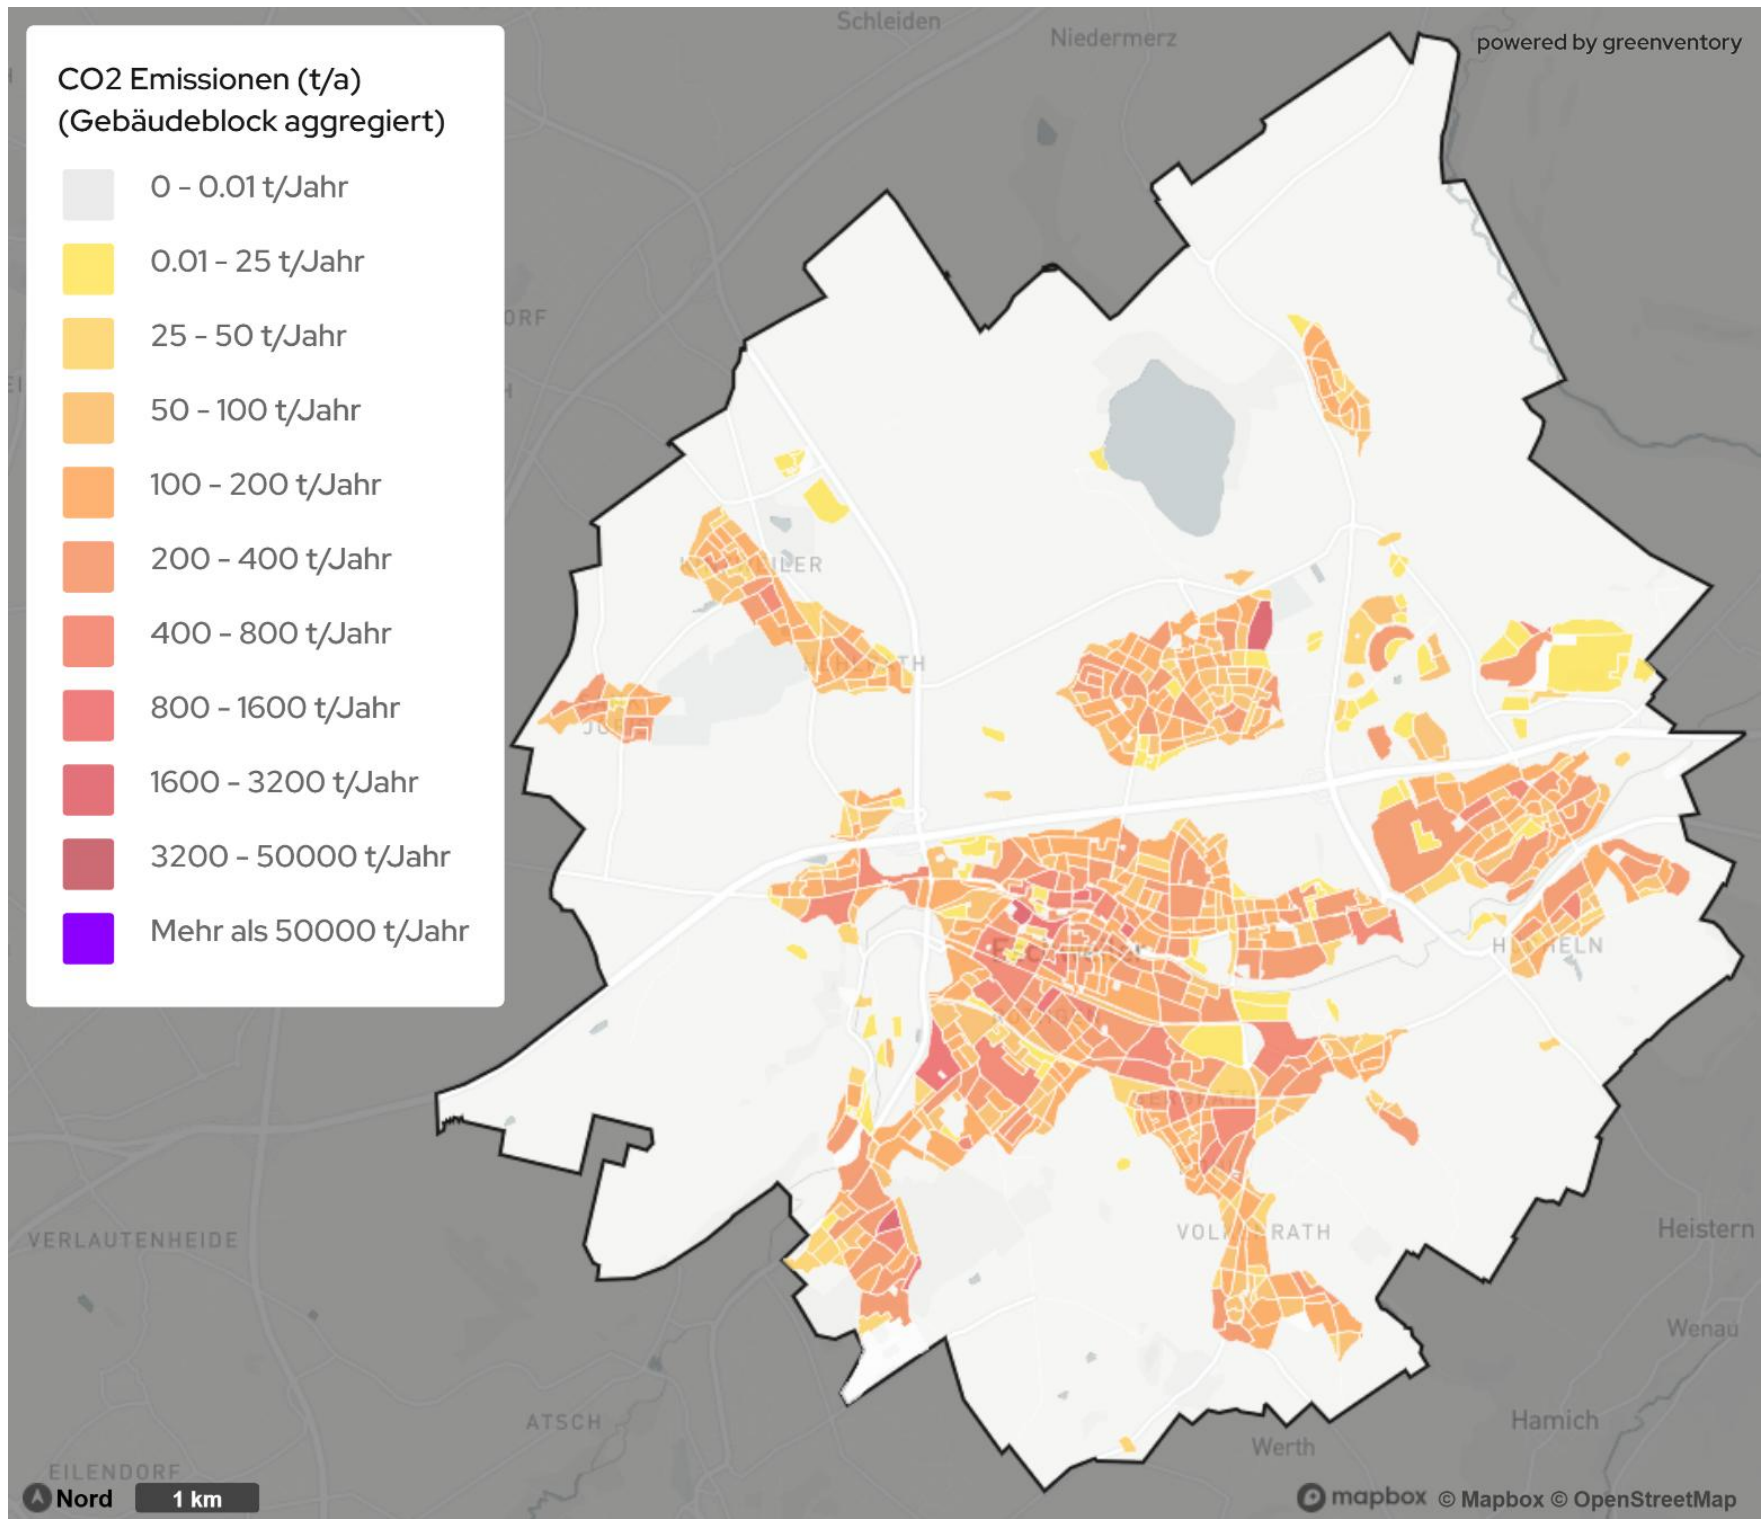 Schleiden
Niedermerz
powered by greenventory
CO2 Emissionen (t/a)
(Gebäudeblock aggregiert)
0 - 0.01 t/Jahr
0.01 - 25 t/Jahr
25 - 50 t/Jahr
50 - 100 t/Jahr
100 - 200 t/Jahr
200 - 400 t/Jahr
400 - 800 t/Jahr
800 - 1600 t/Jahr
1600 - 3200 t/Jahr
3200 - 50000 t/Jahr
Mehr als 50000 t/Jahr
ORF
Eschweiler
BERGRATH
VERLAUTENHEIDE
Heistern
Wenau
ATSCH
Hamich
Werth
EILENDORF
Nord
1 km
mapbox
© Mapbox © OpenStreetMap